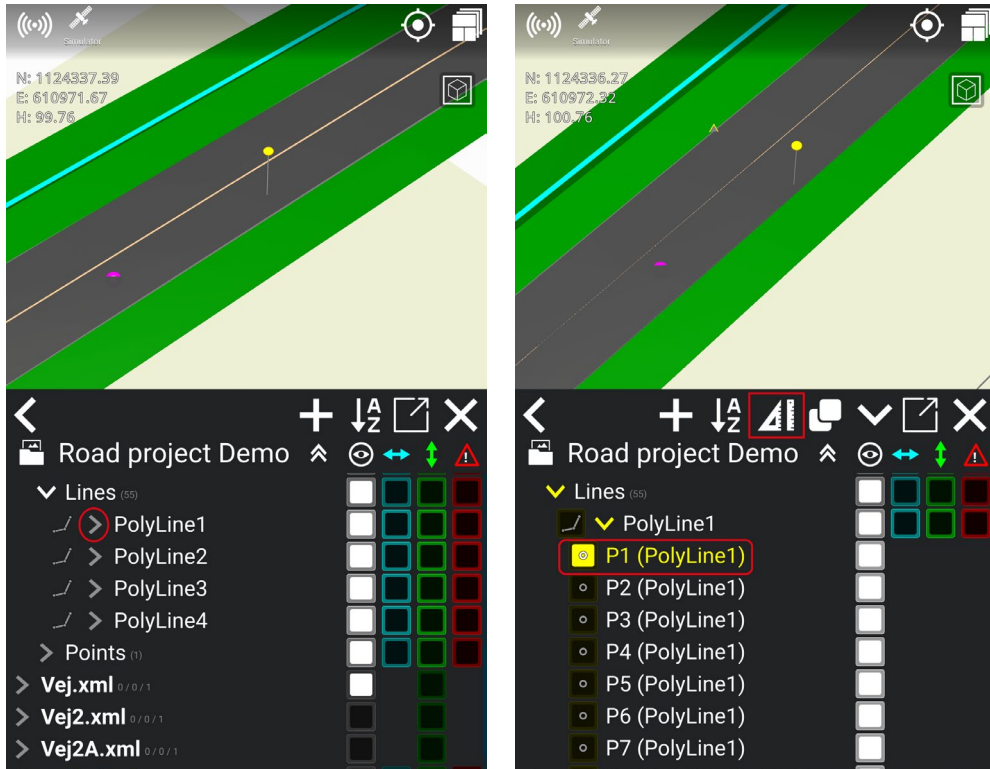 Simulator
N: 1124337.39
E: 610971.67
H: 99.76
A
Z
Road project Demo
Lines (55)
PolyLine1
PolyLine2
PolyLine3
PolyLine4
Points (1)
Vej.xml 0/0/1
Vej2.xml 0/0/1
Vej2A.xml 0/0/1
Simulator
N: 1124336.27
E: 610972.32
H: 100.76
A
Z
Road project Demo
Lines (55)
PolyLine1
P1 (PolyLine1)
P2 (PolyLine1)
P3 (PolyLine1)
P4 (PolyLine1)
P5 (PolyLine1)
P6 (PolyLine1)
P7 (PolyLine1)